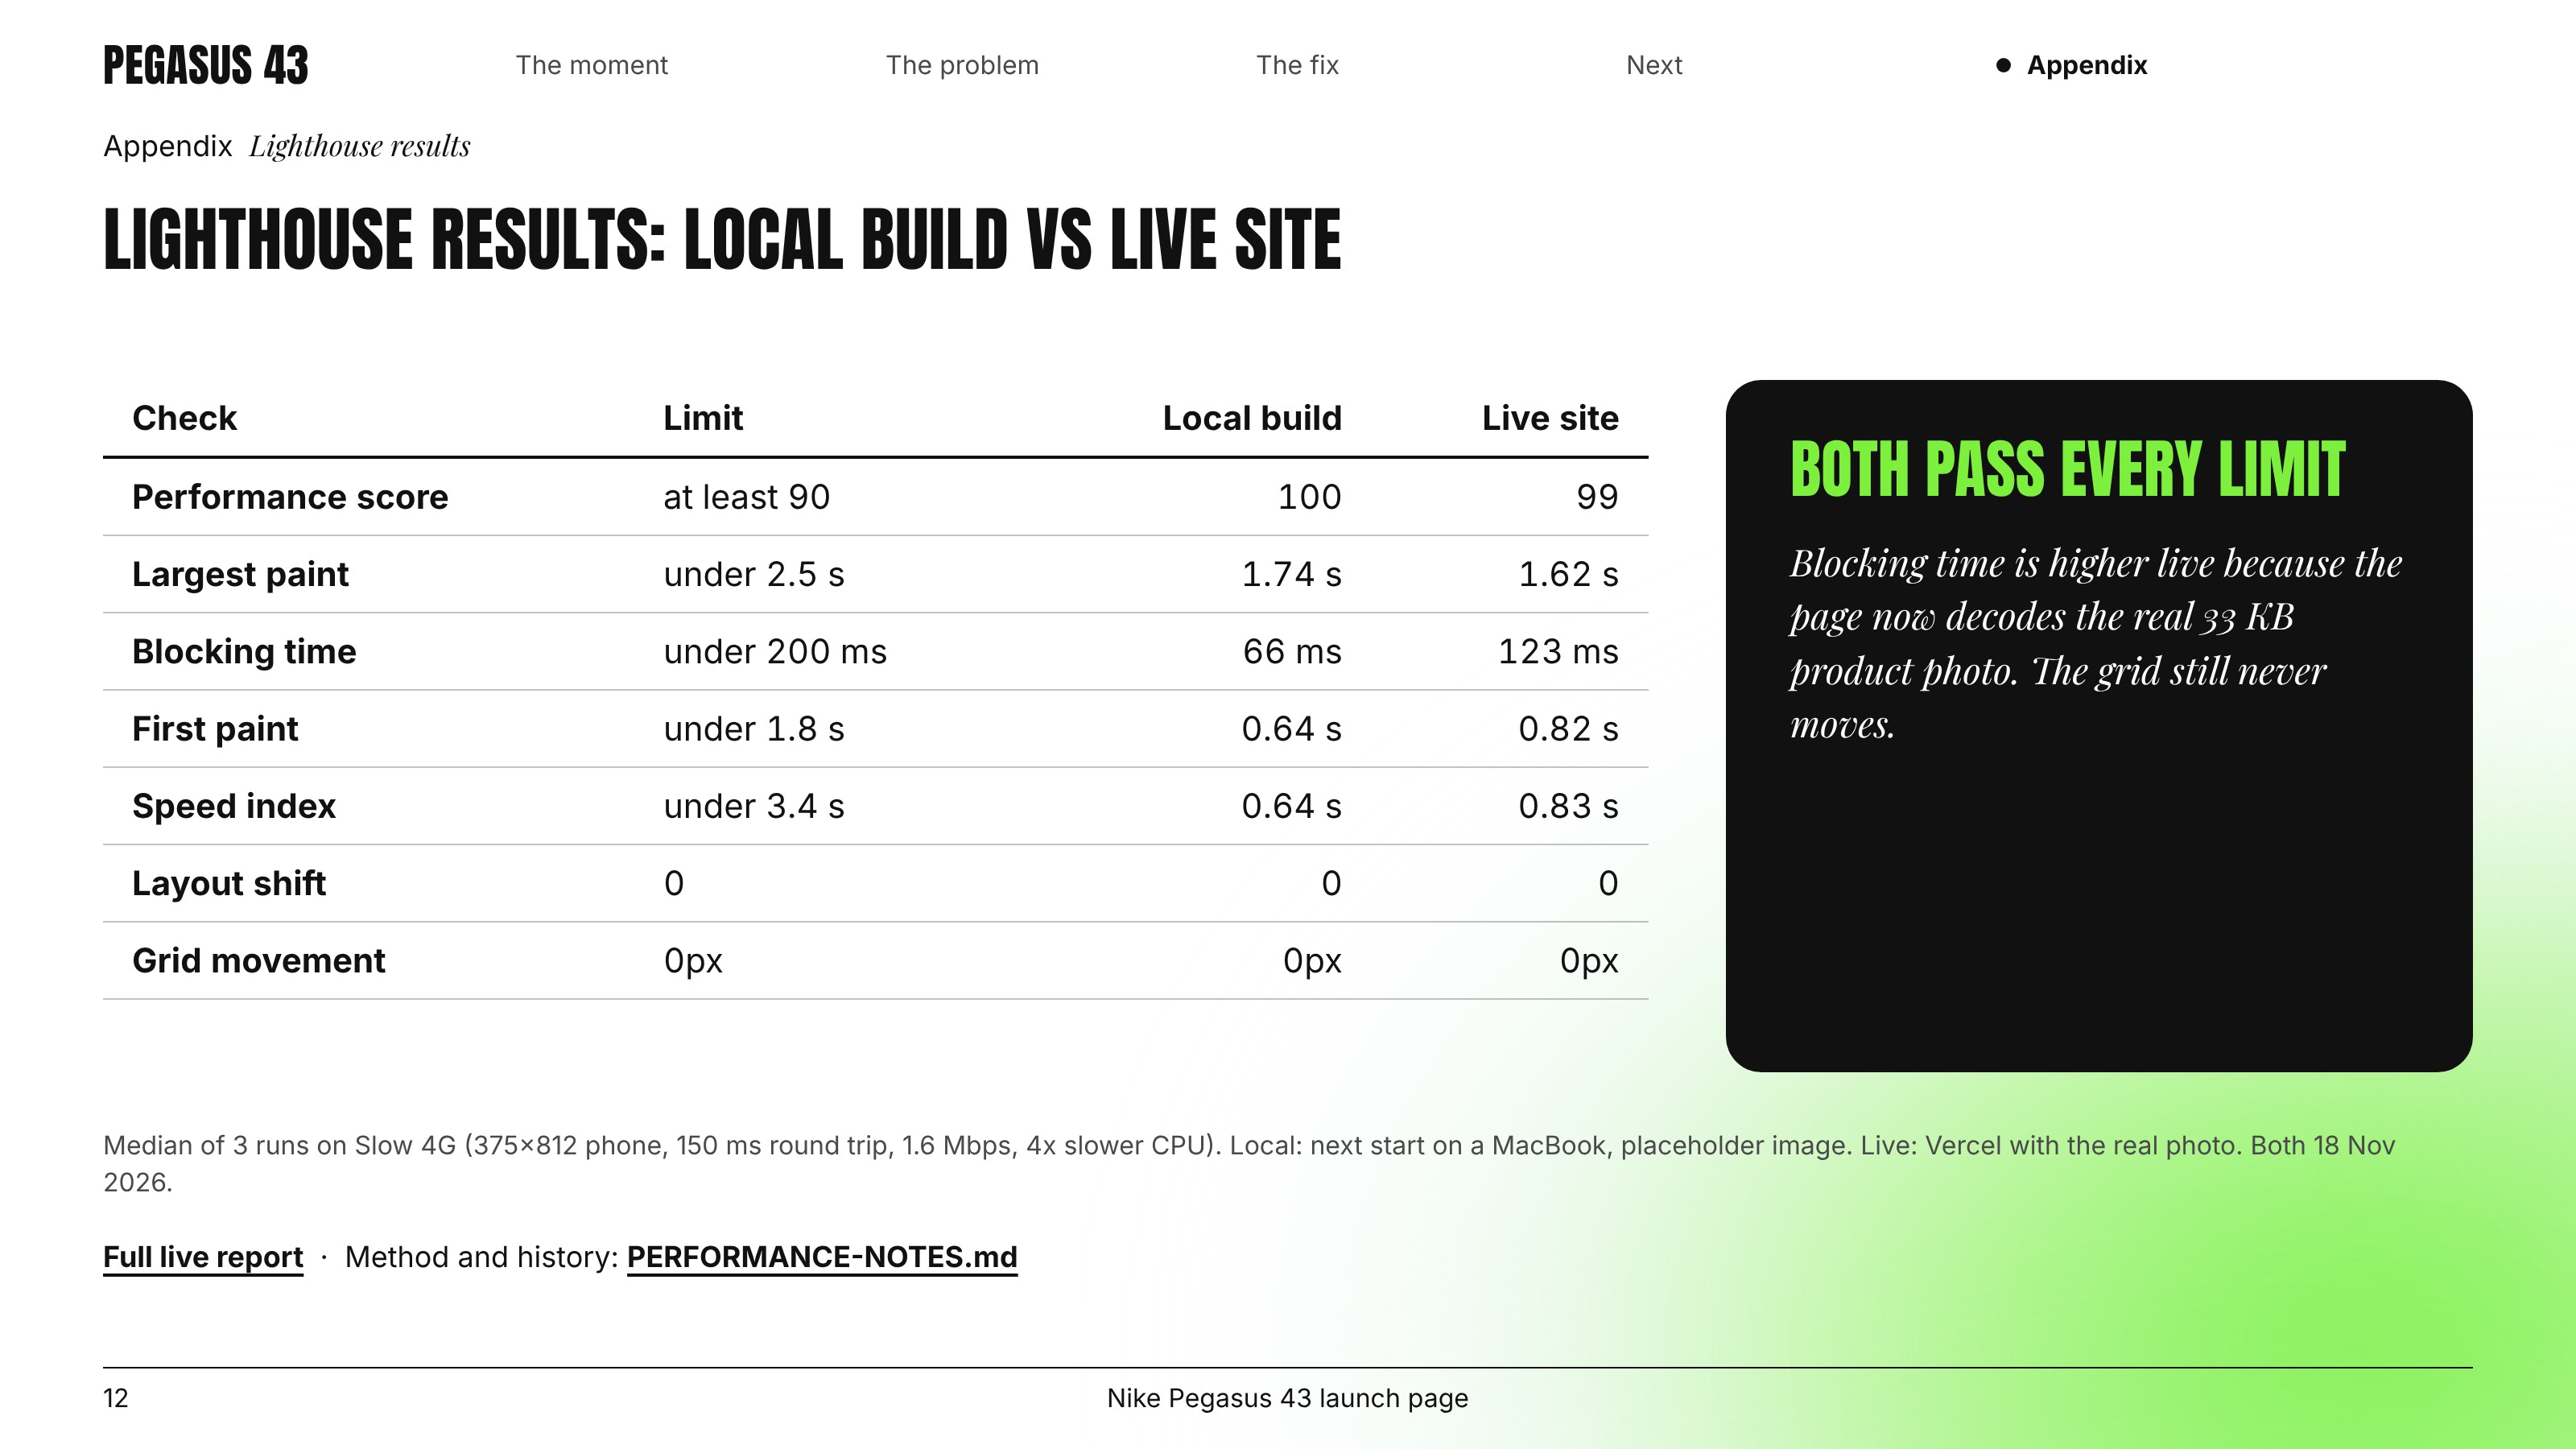 PEGASUS 43 The moment The problem The fix Next Appendix
Appendix Lighthouse results
LIGHTHOUSE RESULTS: LOCAL BUILD VS LIVE SITE
Check Limit Local build Live site
Performance score at least 90 100 99
Largest paint under 2.5 s 1.74 s 1.62 s
Blocking time under 200 ms 66 ms 123 ms
First paint under 1.8 s 0.64 s 0.82 s
Speed index under 3.4 s 0.64 s 0.83 s
Layout shift 0 0 0
Grid movement 0px 0px 0px
BOTH PASS EVERY LIMIT
Blocking time is higher live because the
page now decodes the real 33 KB
product photo. The grid still never
moves.
Median of 3 runs on Slow 4G (375×812 phone, 150 ms round trip, 1.6 Mbps, 4x slower CPU). Local: next start on a MacBook, placeholder image. Live: Vercel with the real photo. Both 18 Nov
2026.
Full live report · Method and history: PERFORMANCE-NOTES.md
12 Nike Pegasus 43 launch page